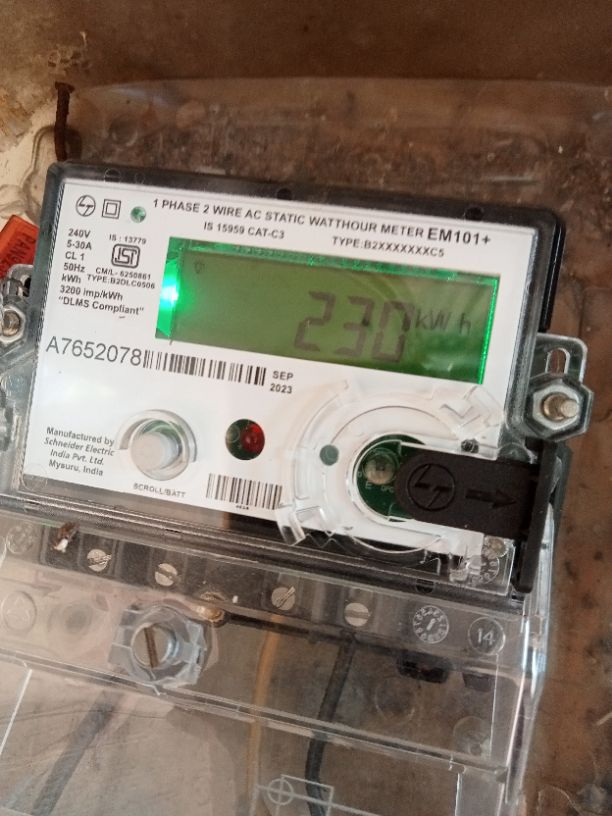 1 PHASE 2 WIRE AC STATIC WATTHOUR METER EM101+
IS 15959 CAT-C3 TYPE:B2XXXXXXXC5
240V
5-30A
CL 1
50Hz
kWh
IS : 13779
ISI
CM/L- 6250861
TYPE:B2DLC0506
3200 imp/kWh
"DLMS Compliant"
230 kWh
A7652078
SEP
2023
Manufactured by
Schneider Electric
India Pvt. Ltd.
Mysuru, India
SCROLL/BATT
14